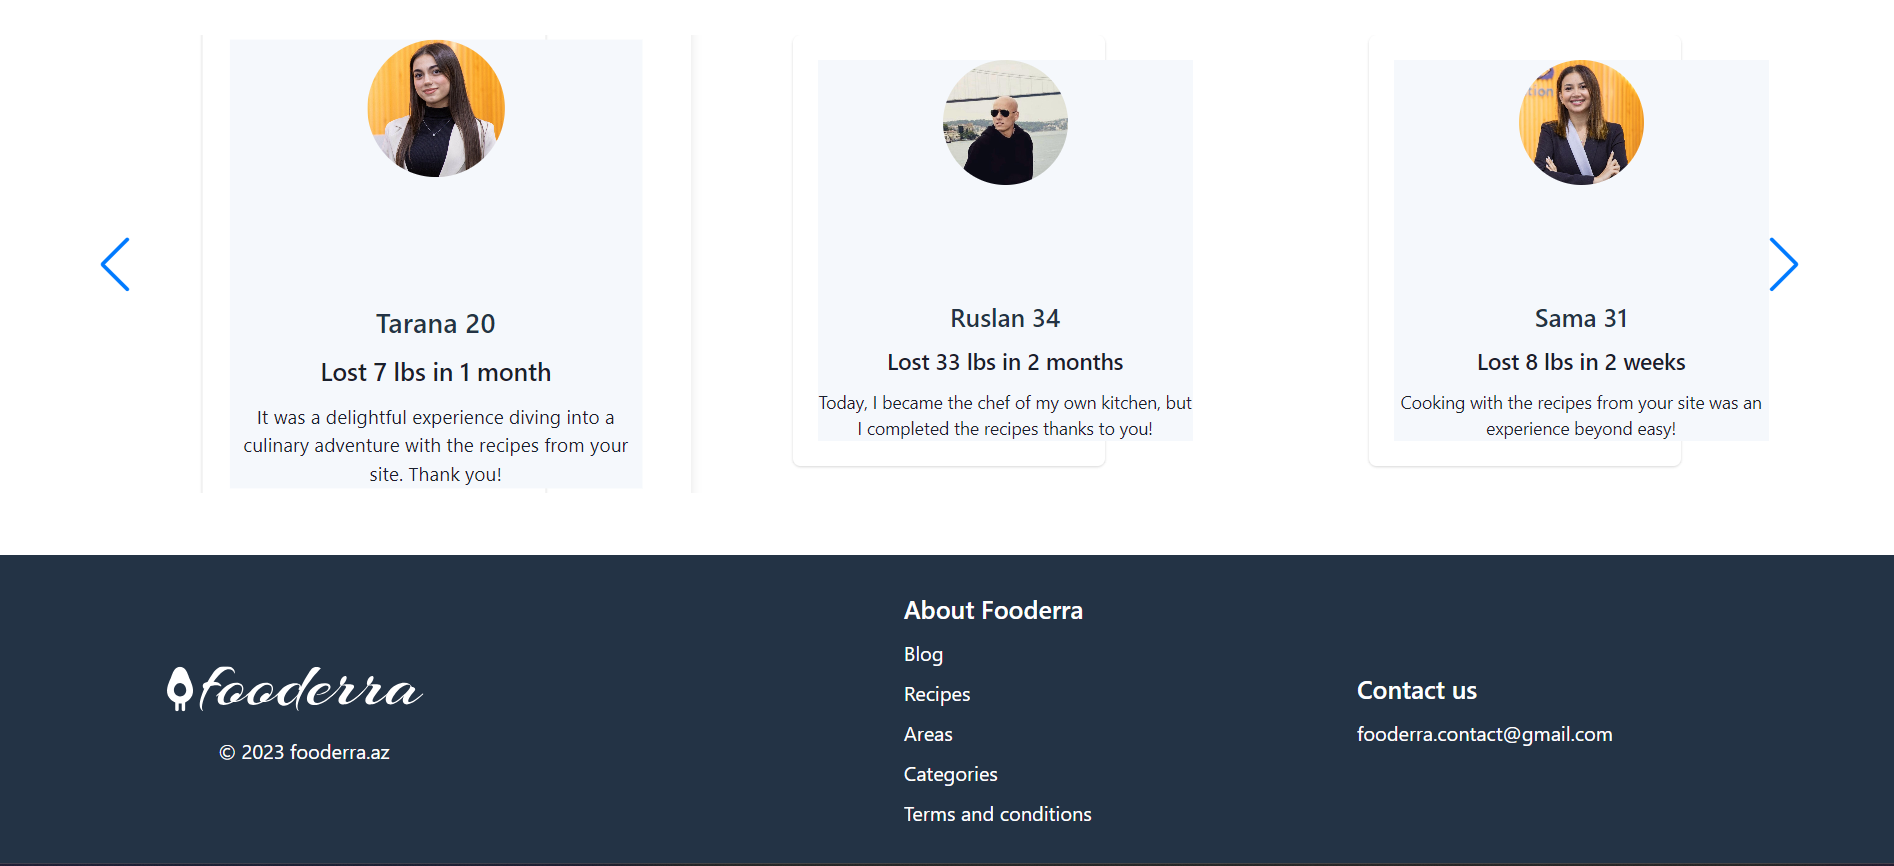 Tarana 20
Lost 7 lbs in 1 month
It was a delightful experience diving into a
culinary adventure with the recipes from your
site. Thank you!
Ruslan 34
Lost 33 lbs in 2 months
Today, I became the chef of my own kitchen, but
I completed the recipes thanks to you!
tion
Sama 31
Lost 8 lbs in 2 weeks
Cooking with the recipes from your site was an
experience beyond easy!
fooderra
© 2023 fooderra.az
About Fooderra
Blog
Recipes
Areas
Categories
Terms and conditions
Contact us
fooderra.contact@gmail.com